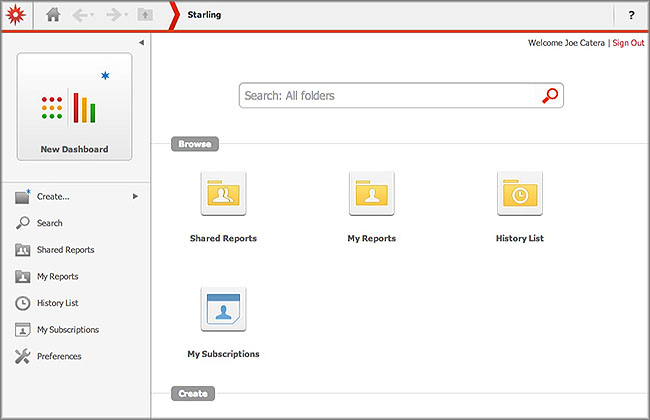 Starling
?
Welcome Joe Catera | Sign Out
New Dashboard
Search: All folders
Browse
Create...
Search
Shared Reports
My Reports
History List
My Subscriptions
Preferences
Shared Reports
My Reports
History List
My Subscriptions
Create